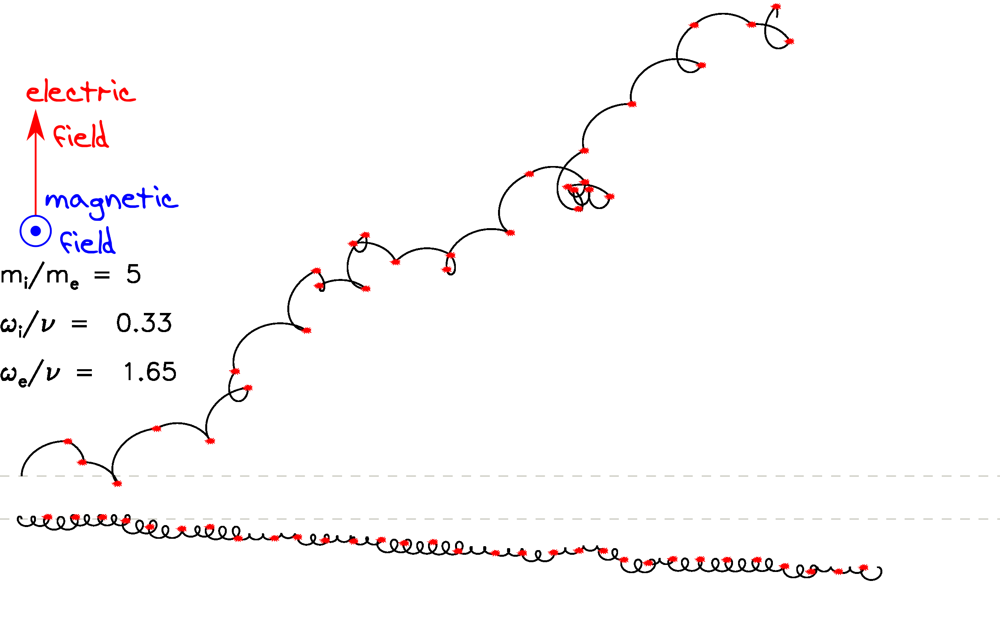 electric
field
magnetic
field
mᵢ/mₑ = 5
ωᵢ/ν = 0.33
ωₑ/ν = 1.65